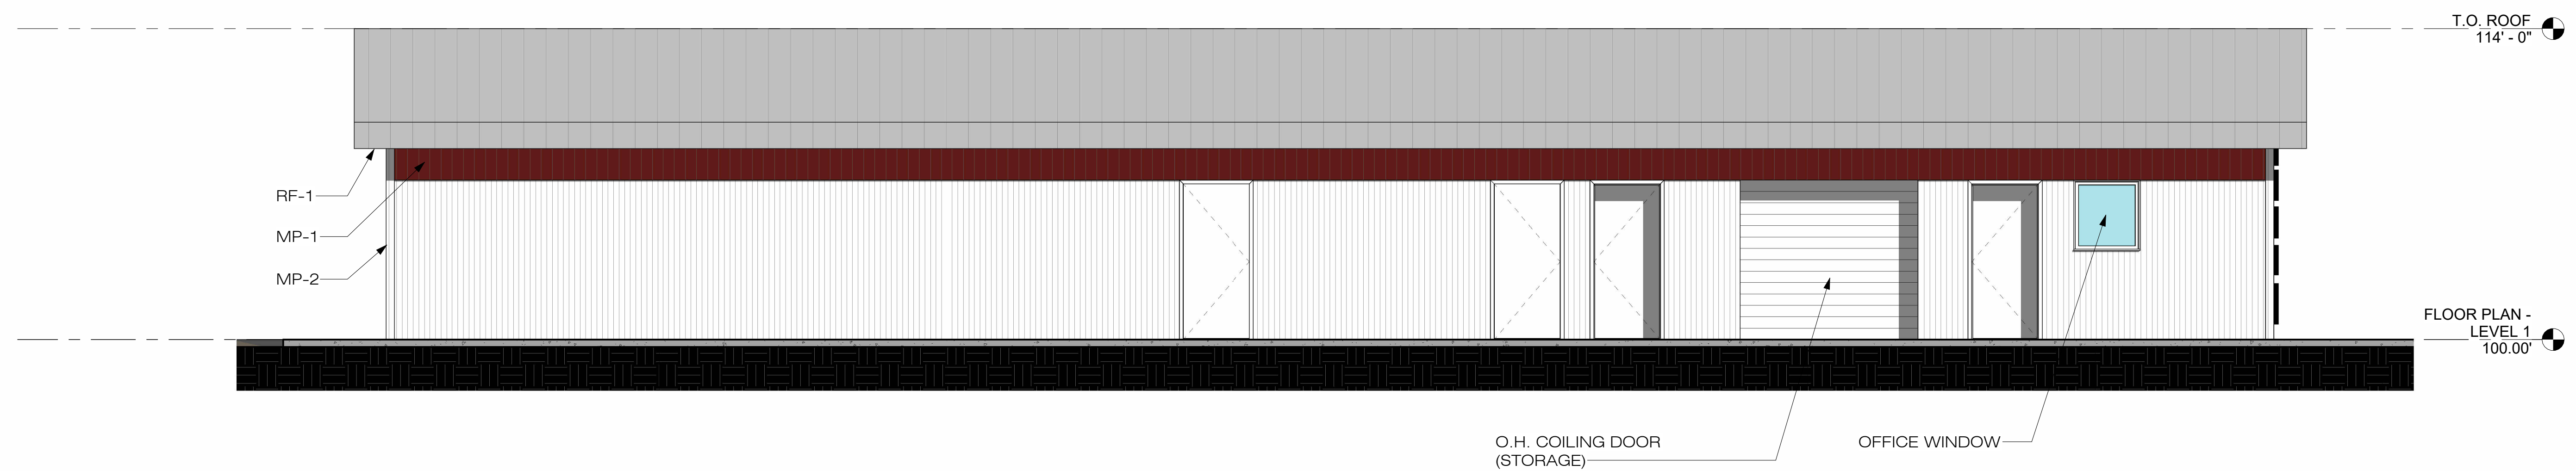 T.O. ROOF
114' - 0"
RF-1
MP-1
MP-2
FLOOR PLAN -
LEVEL 1
100.00'
O.H. COILING DOOR
(STORAGE)
OFFICE WINDOW